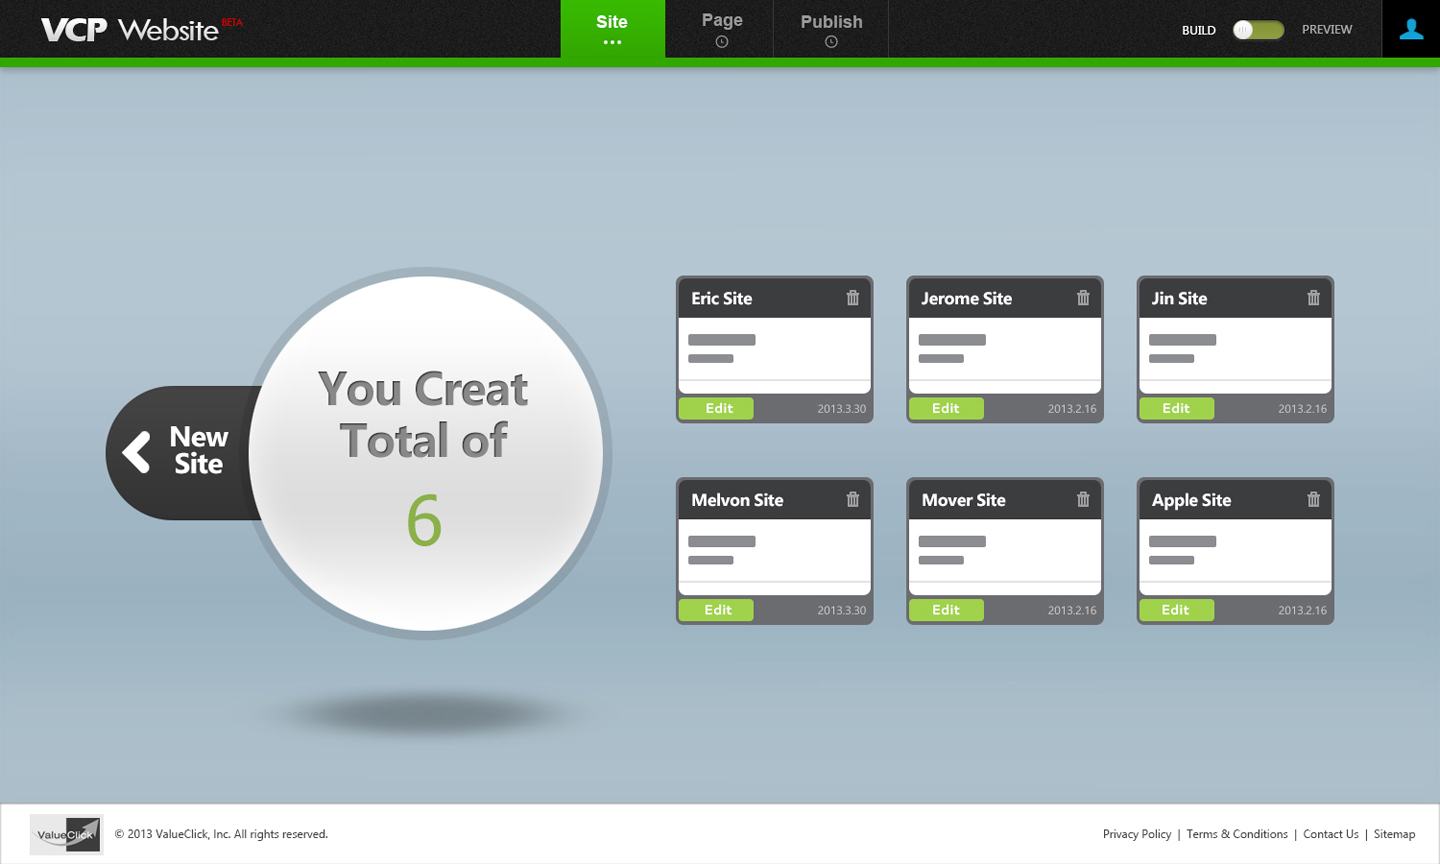 VCP Website BETA
Site
Page
Publish
BUILD
PREVIEW
New
Site
You Creat
Total of
6
Eric Site
Edit
2013.3.30
Jerome Site
Edit
2013.2.16
Jin Site
Edit
2013.2.16
Melvon Site
Edit
2013.3.30
Mover Site
Edit
2013.2.16
Apple Site
Edit
2013.2.16
ValueClick
© 2013 ValueClick, Inc. All rights reserved.
Privacy Policy | Terms & Conditions | Contact Us | Sitemap